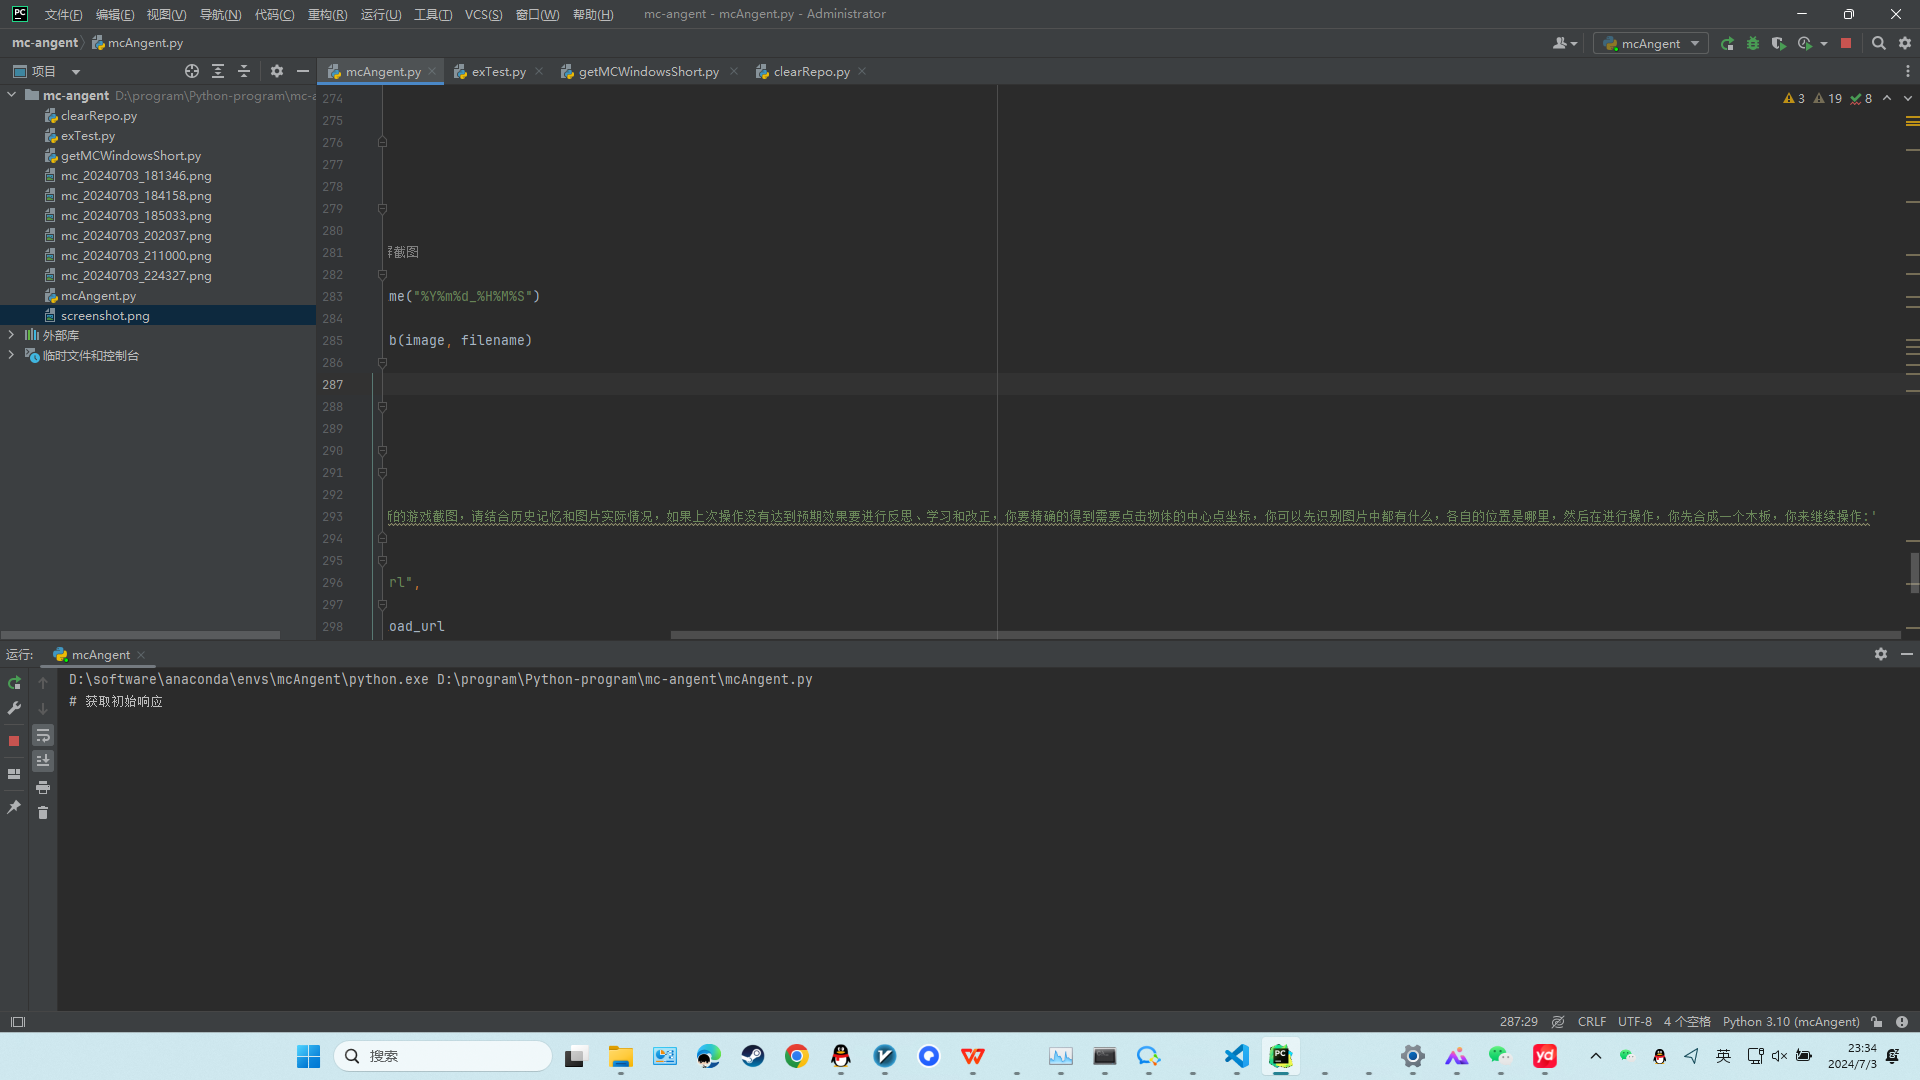 文件(F) 编辑(E) 视图(V) 导航(N) 代码(C) 重构(R) 运行(U) 工具(T) VCS(S) 窗口(W) 帮助(H) mc-angent - mcAngent.py - Administrator
mc-angent mcAngent.py mcAngent
项目 mcAngent.py exTest.py getMCWindowsShort.py clearRepo.py
mc-angent D:\program\Python-program\mc-a
clearRepo.py
exTest.py
getMCWindowsShort.py
mc_20240703_181346.png
mc_20240703_184158.png
mc_20240703_185033.png
mc_20240703_202037.png
mc_20240703_211000.png
mc_20240703_224327.png
mcAngent.py
screenshot.png
外部库
临时文件和控制台
3 19 8
274
275
276
277
278
279
280
281 截图
282
283 me("%Y%m%d_%H%M%S")
284
285 b(image, filename)
286
287
288
289
290
291
292
293 的游戏截图，请结合历史记忆和图片实际情况，如果上次操作没有达到预期效果要进行反思、学习和改正，你要精确的得到需要点击物体的中心点坐标，你可以先识别图片中都有什么，各自的位置是哪里，然后在进行操作，你先合成一个木板，你来继续操作:'
294
295
296 rl",
297
298 oad_url
运行: mcAngent
D:\software\anaconda\envs\mcAngent\python.exe D:\program\Python-program\mc-angent\mcAngent.py
# 获取初始响应
287:29 CRLF UTF-8 4 个空格 Python 3.10 (mcAngent)
搜索 英 23:34
2024/7/3